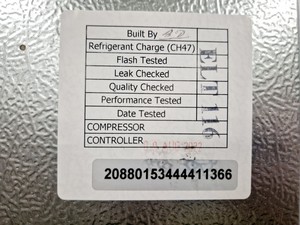 Built By
Refrigerant Charge (CH47)
Flash Tested
Leak Checked
Quality Checked
Performance Tested
Date Tested
COMPRESSOR
CONTROLLER
20880153444411366